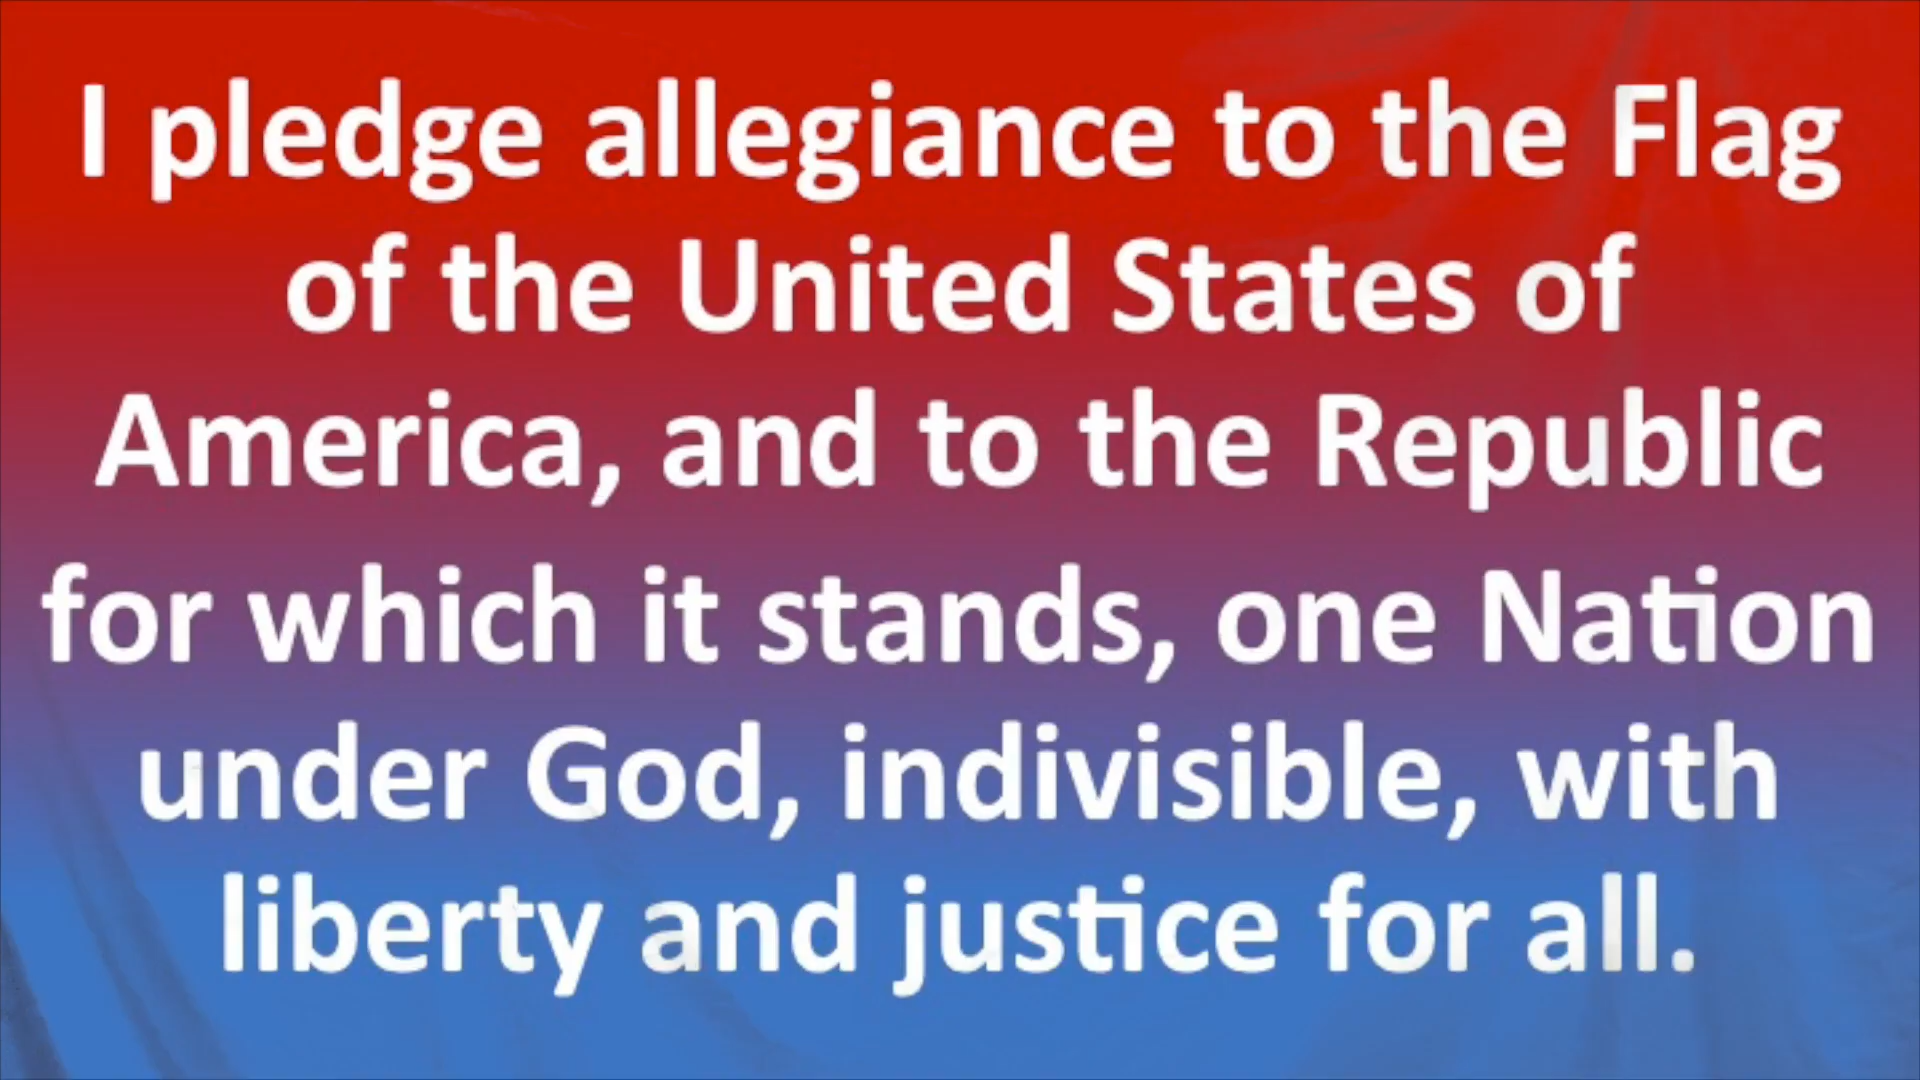 I pledge allegiance to the Flag
of the United States of
America, and to the Republic
for which it stands, one Nation
under God, indivisible, with
liberty and justice for all.